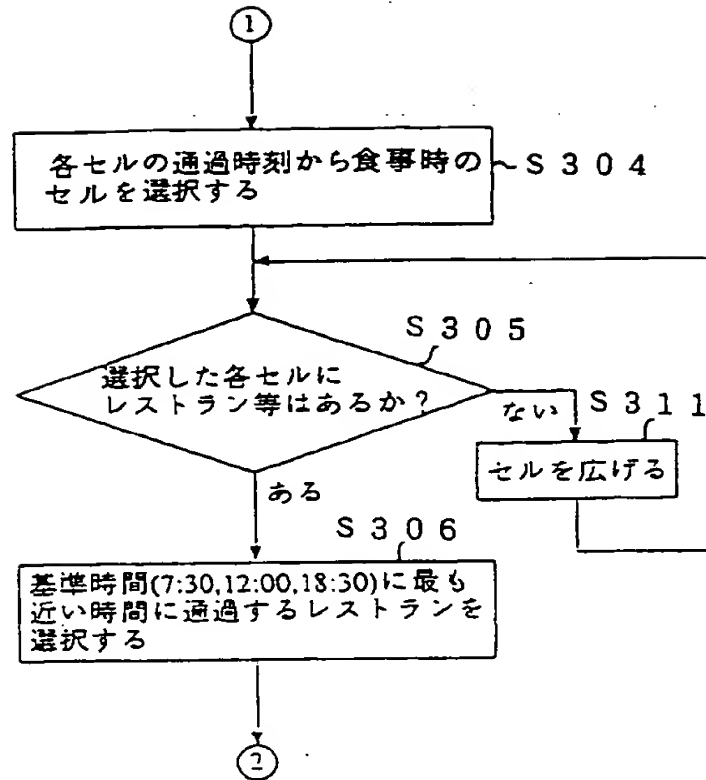 ①
各セルの通過時刻から食事時の
セルを選択する
S304
S305
選択した各セルに
レストラン等はあるか?
ない
S311
セルを広げる
ある
S306
基準時間(7:30,12:00,18:30)に最も
近い時間に通過するレストランを
選択する
②